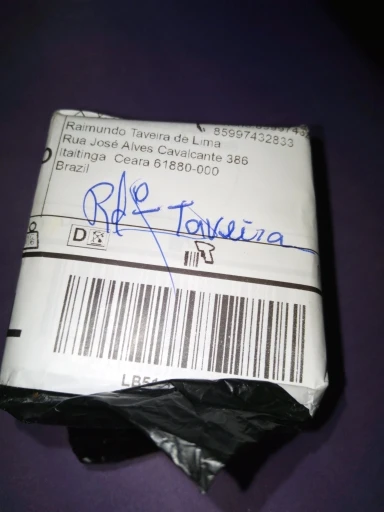 Raimundo Taveira de Lima 85997432833
Rua José Alves Cavalcante 386
itaitinga Ceara 61880-000
Brazil
Taveira
D